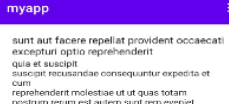 myapp
sunt aut facere repellat provident occaecati
excepturi optio reprehenderit
quia et suscipit
suscipit recusandae consequuntur expedita et
cum
reprehenderit molestiae ut ut quas totam
nostrum rerum est autem sunt rem eveniet